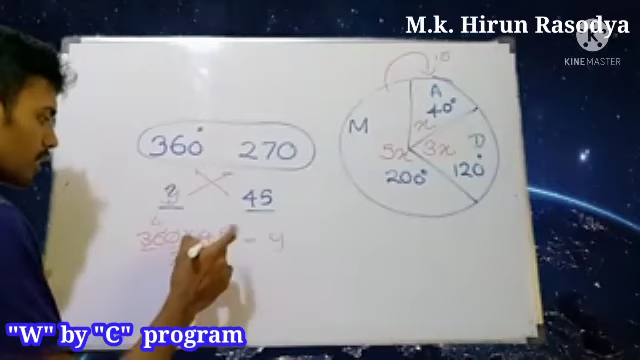 M.k. Hirun Rasodya
KINEMASTER
A
40°
M
x
D
5x
3x
200°
120°
360° 270
y 45
= y
"W" by "C" program